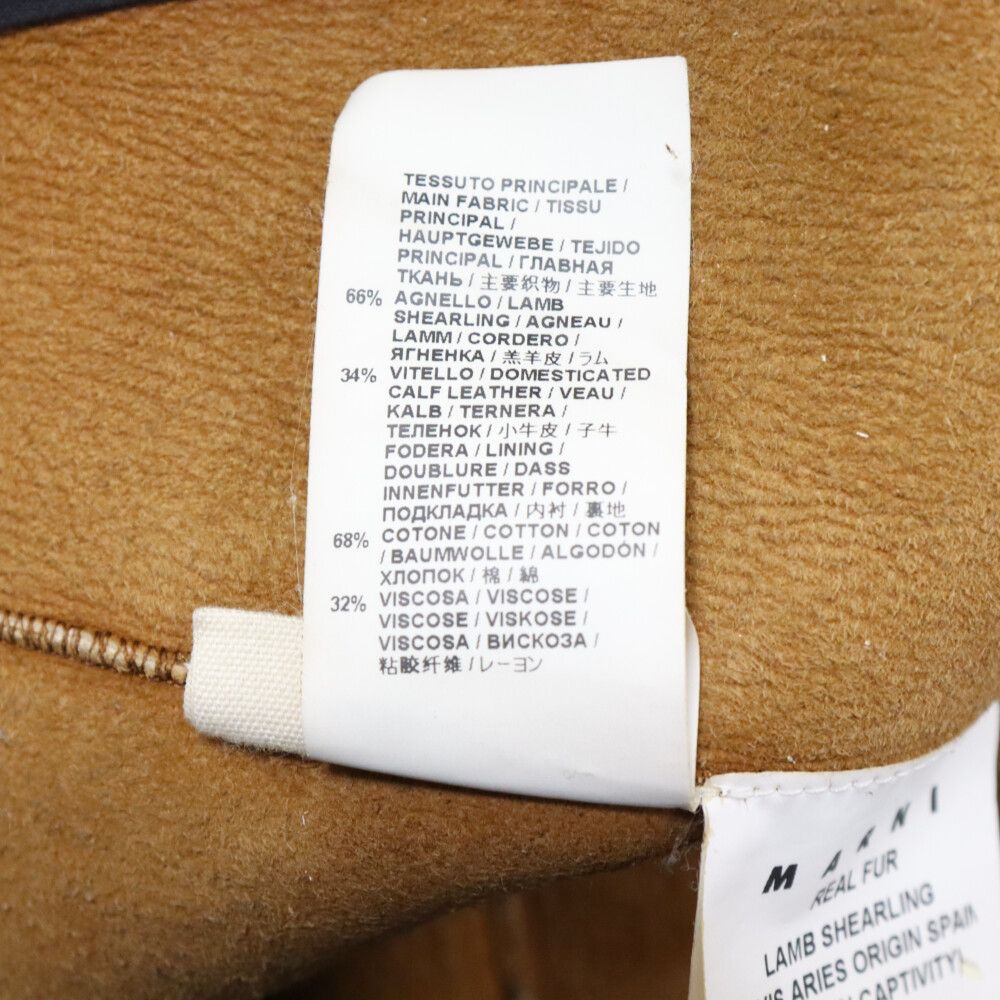 TESSUTO PRINCIPALE /
MAIN FABRIC / TISSU
PRINCIPAL /
HAUPTGEWEBE / TEJIDO
PRINCIPAL / ГЛАВНАЯ
ТКАНЬ / 主要织物 / 主要生地
66% AGNELLO / LAMB
SHEARLING / AGNEAU /
LAMM / CORDERO /
ЯГНЕНКА / 羔羊皮 / ラム
34% VITELLO / DOMESTICATED
CALF LEATHER / VEAU /
KALB / TERNERA /
ТЕЛЕНОК / 小牛皮 / 子牛
FODERA / LINING /
DOUBLURE / DASS
INNENFUTTER / FORRO /
ПОДКЛАДКА / 内衬 / 裏地
68% COTONE / COTTON / COTON
/ BAUMWOLLE / ALGODÓN /
ХЛОПОК / 棉 / 綿
32% VISCOSA / VISCOSE /
VISCOSE / VISKOSE /
VISCOSA / ВИСКОЗА /
粘胶纤维 / レーヨン
MARNI
REAL FUR
LAMB SHEARLING
ARIES ORIGIN SPAIN
CAPTIVITY)